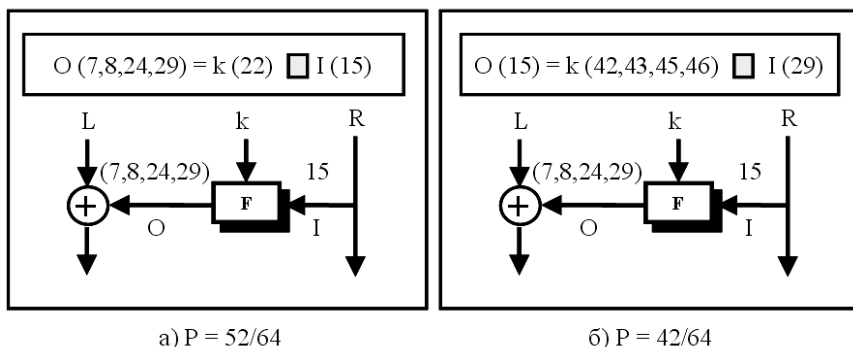 O (7,8,24,29) = k (22) I (15)
L
k
R
(7,8,24,29)
15
F
O
I
а) P = 52/64
O (15) = k (42,43,45,46) I (29)
L
k
R
(7,8,24,29)
15
F
O
I
б) P = 42/64